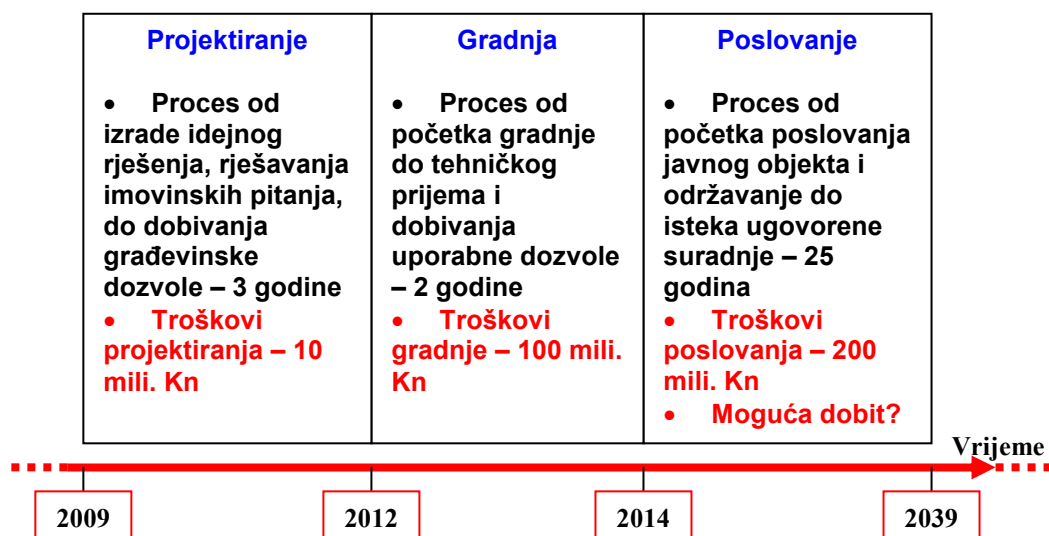 Projektiranje
• Proces od
izrade idejnog
rješenja, rješavanja
imovinskih pitanja,
do dobivanja
građevinske
dozvole – 3 godine
• Troškovi
projektiranja – 10
mili. Kn
Gradnja
• Proces od
početka gradnje
do tehničkog
prijema i
dobivanja
uporabne dozvole
– 2 godine
• Troškovi
gradnje – 100 mili.
Kn
Poslovanje
• Proces od
početka poslovanja
javnog objekta i
održavanje do
isteka ugovorene
suradnje – 25
godina
• Troškovi
poslovanja – 200
mili. Kn
• Moguća dobit?
Vrijeme
2009
2012
2014
2039